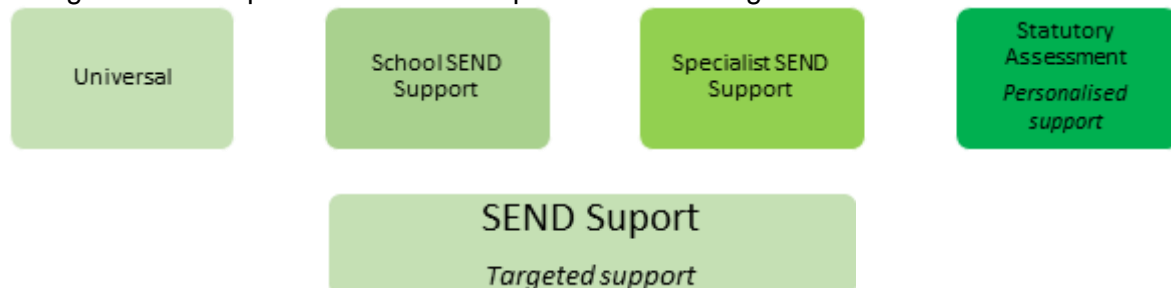 Universal
School SEND
Support
Specialist SEND
Support
Statutory
Assessment
Personalised
support
SEND Suport
Targeted support